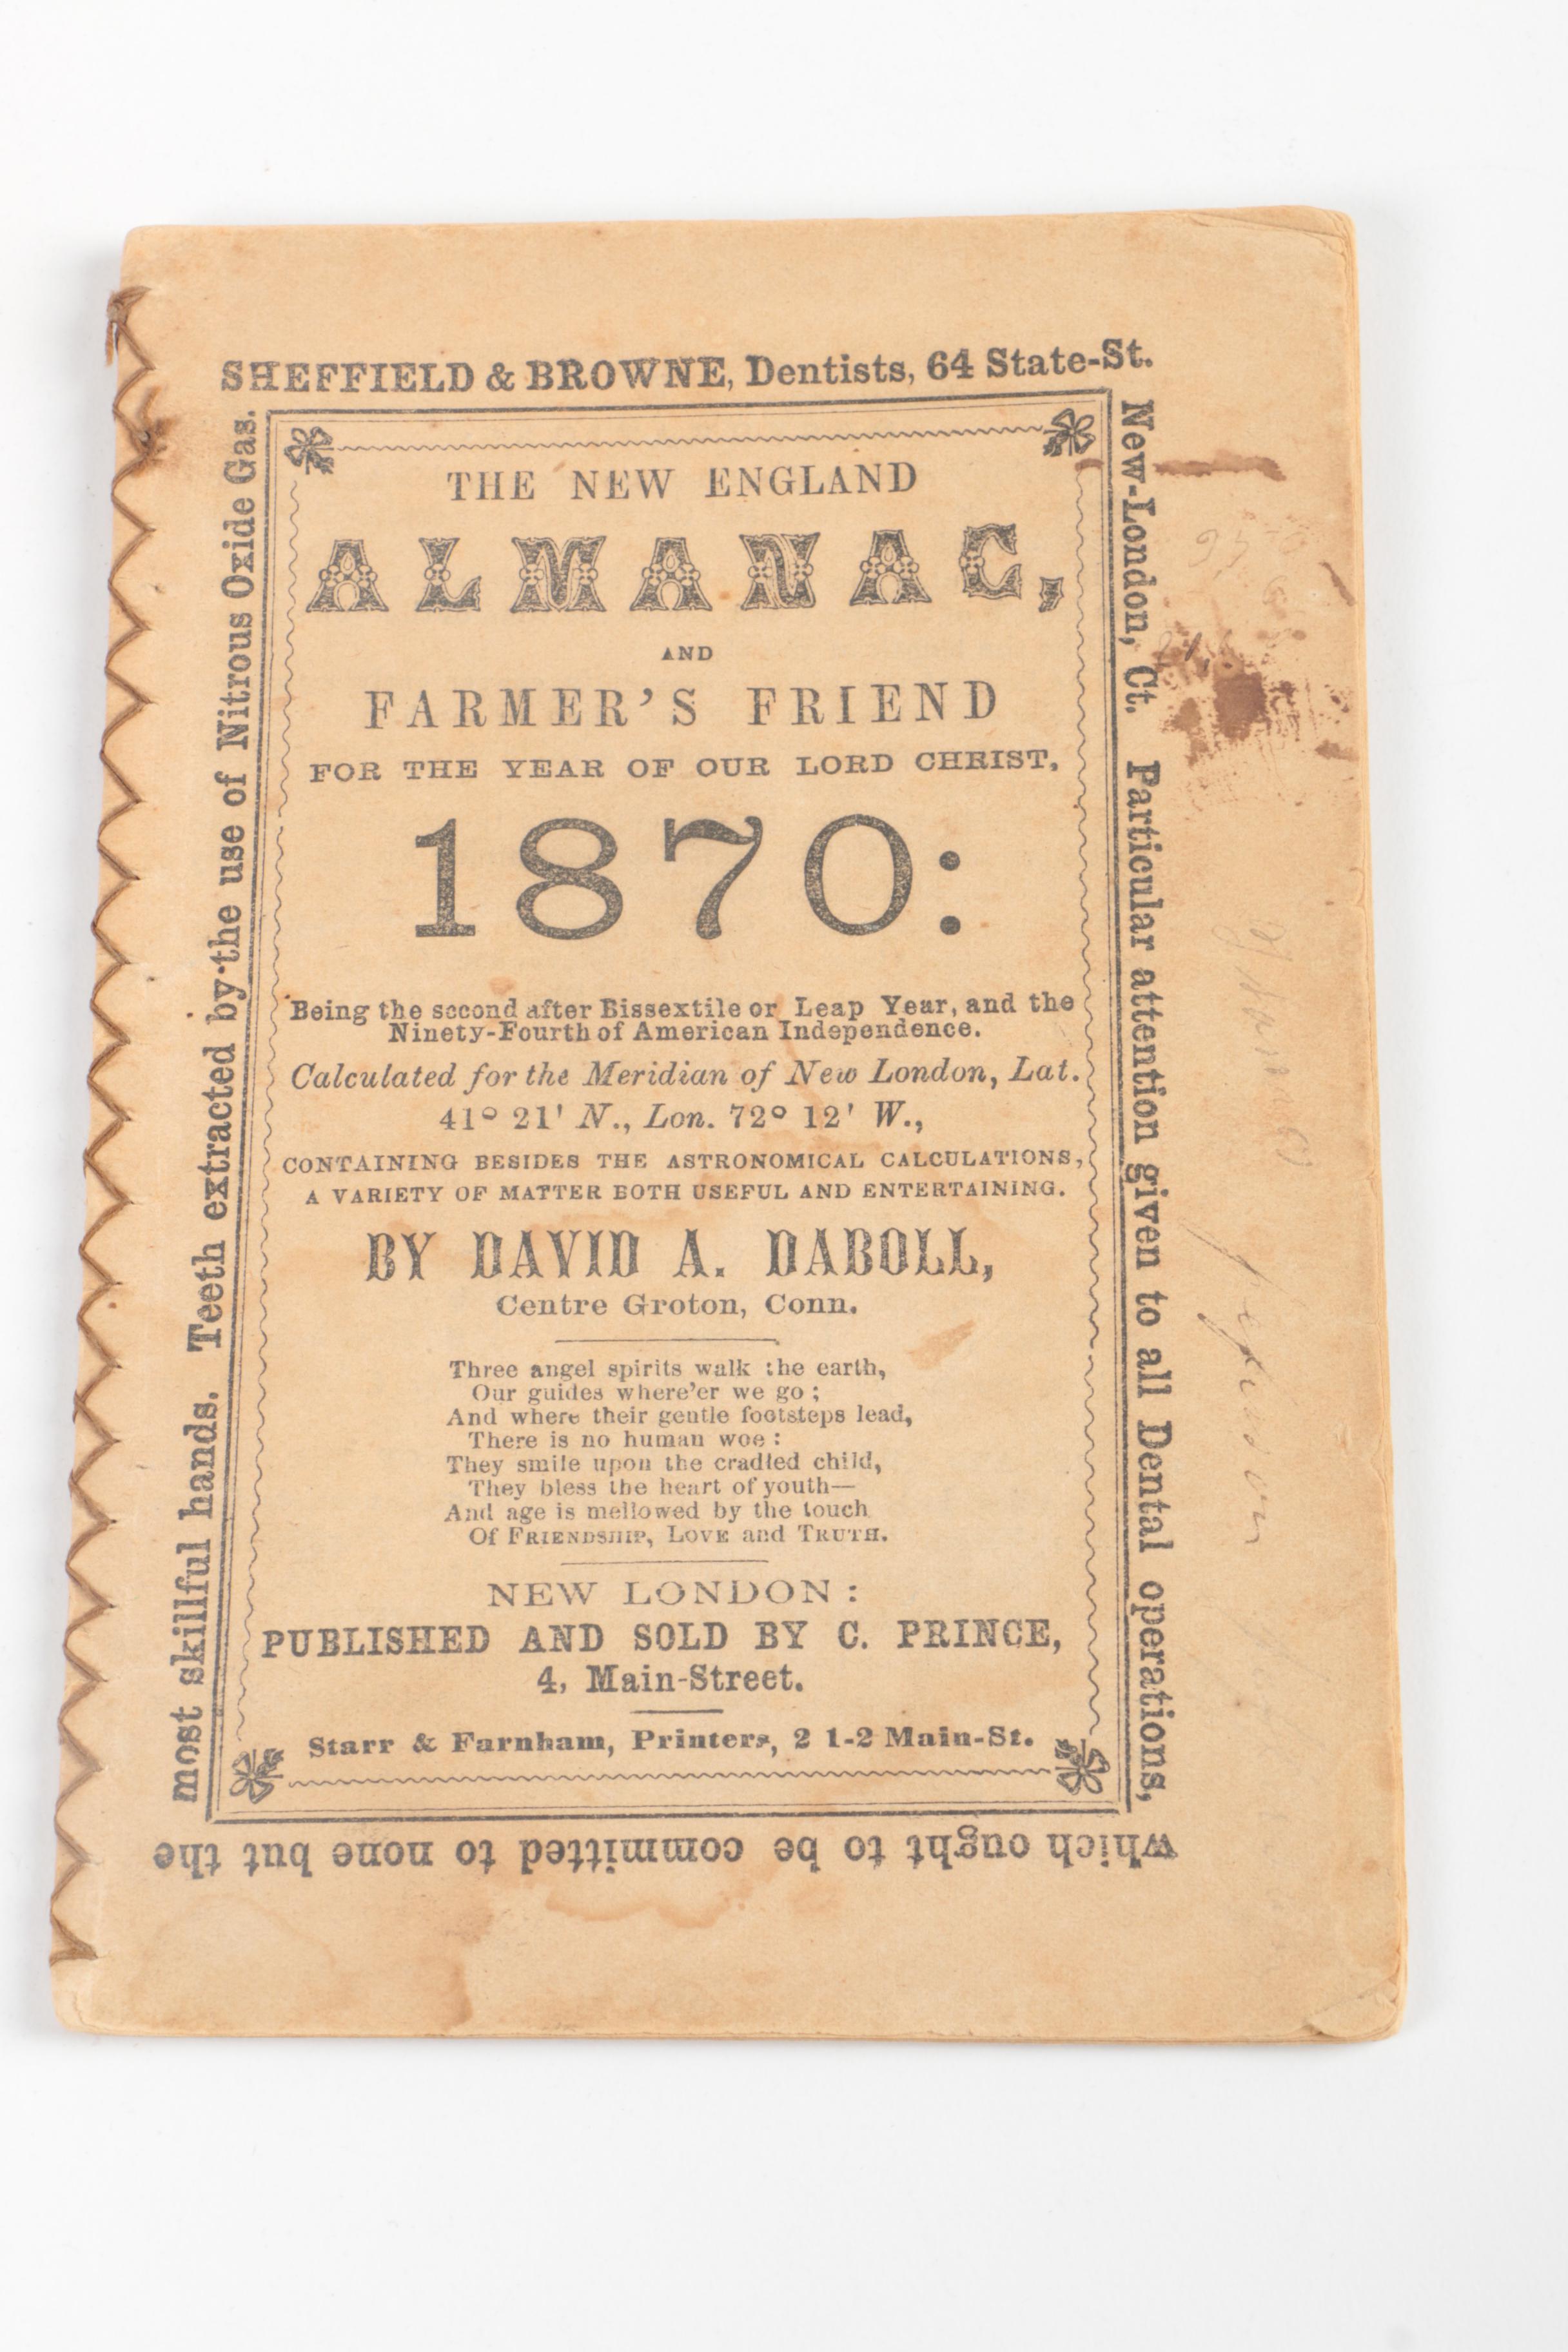 SHEFFIELD & BROWNE, Dentists, 64 State-St.
New-London, Ct. Particular attention given to all Dental operations,
which ought to be committed to none but the
most skillful hands. Teeth extracted by the use of Nitrous Oxide Gas.
THE NEW ENGLAND
ALMANAC,
AND
FARMER'S FRIEND
FOR THE YEAR OF OUR LORD CHRIST,
1870:
Being the second after Bissextile or Leap Year, and the
Ninety-Fourth of American Independence.
Calculated for the Meridian of New London, Lat.
41° 21' N., Lon. 72° 12' W.,
CONTAINING BESIDES THE ASTRONOMICAL CALCULATIONS,
A VARIETY OF MATTER BOTH USEFUL AND ENTERTAINING.
BY DAVID A. DABOLL,
Centre Groton, Conn.
Three angel spirits walk the earth,
Our guides where'er we go;
And where their gentle footsteps lead,
There is no human woe:
They smile upon the cradled child,
They bless the heart of youth—
And age is mellowed by the touch
Of FRIENDSHIP, LOVE and TRUTH.
NEW LONDON:
PUBLISHED AND SOLD BY C. PRINCE,
4, Main-Street.
Starr & Farnham, Printers, 2 1-2 Main-St.